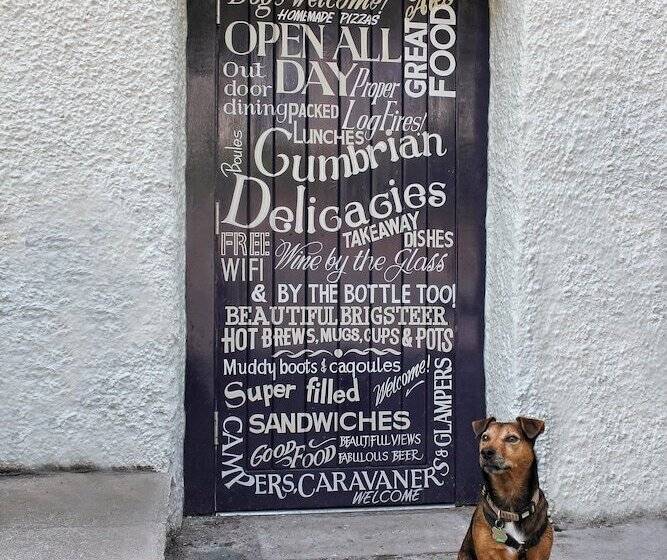 Dog's Welcome!
HOMEMADE PIZZAS
GREAT
FOOD
OPEN ALL
DAY
Out
door
dining
Proper
Log Fires!
PACKED
LUNCHES
Boules
Cumbrian
Delicacies
TAKEAWAY
DISHES
FREE
WIFI
Wine by the Glass
& BY THE BOTTLE TOO!
BEAUTIFUL BRIGSTEER
HOT BREWS, MUGS, CUPS & POTS
Muddy boots & cagoules
Welcome!
Super filled
SANDWICHES
GOOD FOOD
BEAUTIFUL VIEWS
FABULOUS BEER
CAMPERS, CARAVANERS & GLAMPERS
WELCOME